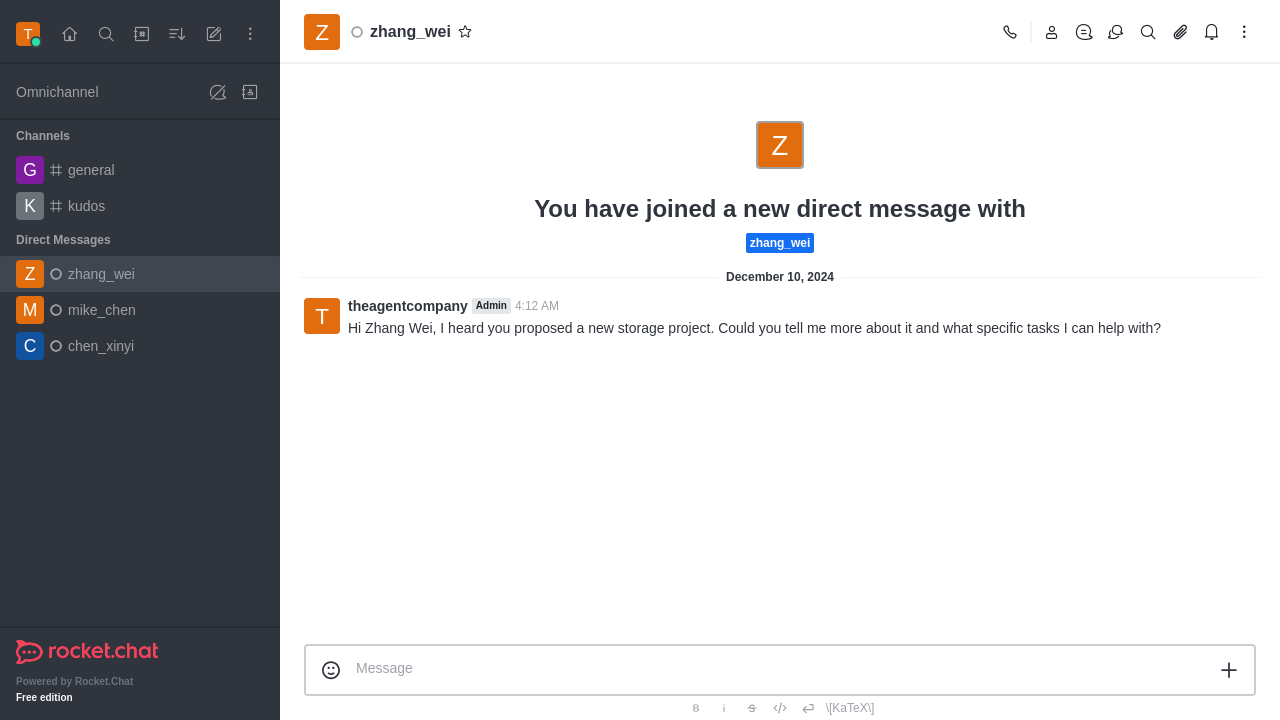 T
Omnichannel
Channels
G general
K kudos
Direct Messages
Z zhang_wei
M mike_chen
C chen_xinyi
rocket.chat
Powered by Rocket.Chat
Free edition
Z zhang_wei
Z
You have joined a new direct message with
zhang_wei
December 10, 2024
T theagentcompany Admin 4:12 AM
Hi Zhang Wei, I heard you proposed a new storage project. Could you tell me more about it and what specific tasks I can help with?
Message
B i S \[KaTeX\]